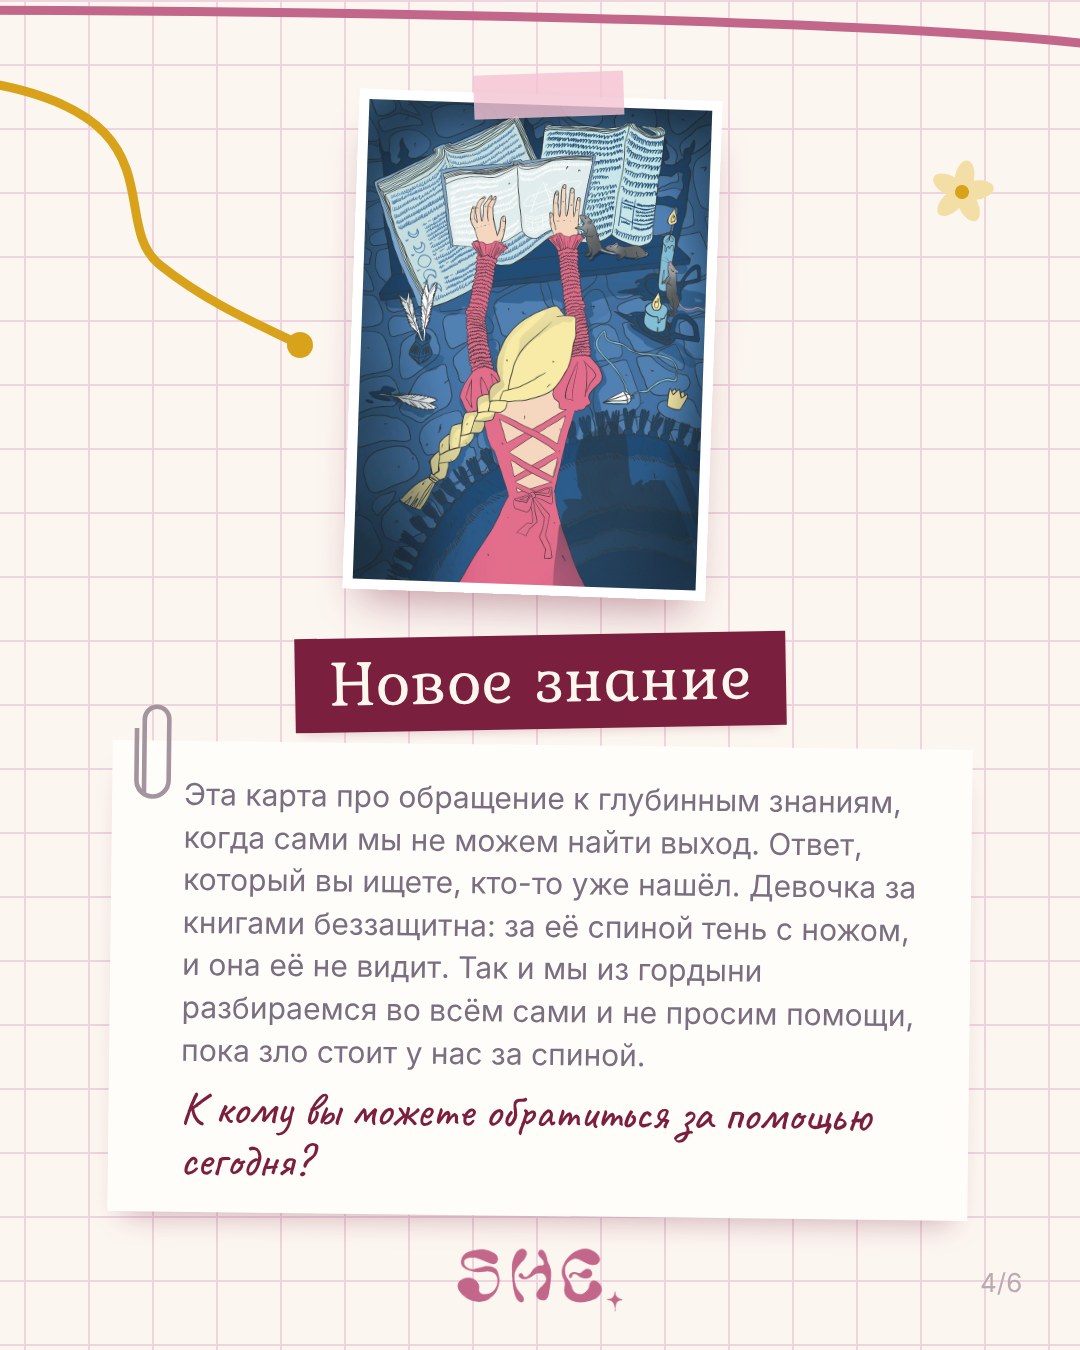 Новое знание
Эта карта про обращение к глубинным знаниям,
когда сами мы не можем найти выход. Ответ,
который вы ищете, кто-то уже нашёл. Девочка за
книгами беззащитна: за её спиной тень с ножом,
и она её не видит. Так и мы из гордыни
разбираемся во всём сами и не просим помощи,
пока зло стоит у нас за спиной.
К кому вы можете обратиться за помощью
сегодня?
SHE
4/6